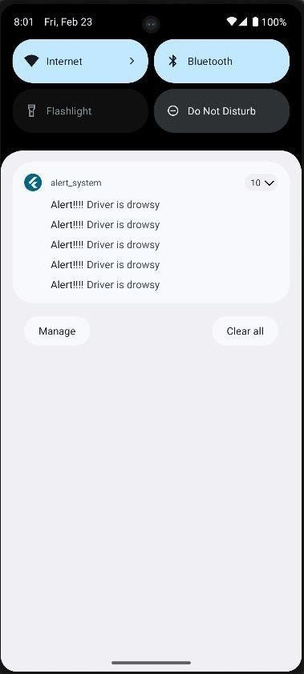 8:01 Fri, Feb 23 100%
Internet Bluetooth
Flashlight Do Not Disturb
alert_system 10
Alert!!!! Driver is drowsy
Alert!!!! Driver is drowsy
Alert!!!! Driver is drowsy
Alert!!!! Driver is drowsy
Alert!!!! Driver is drowsy
Manage Clear all